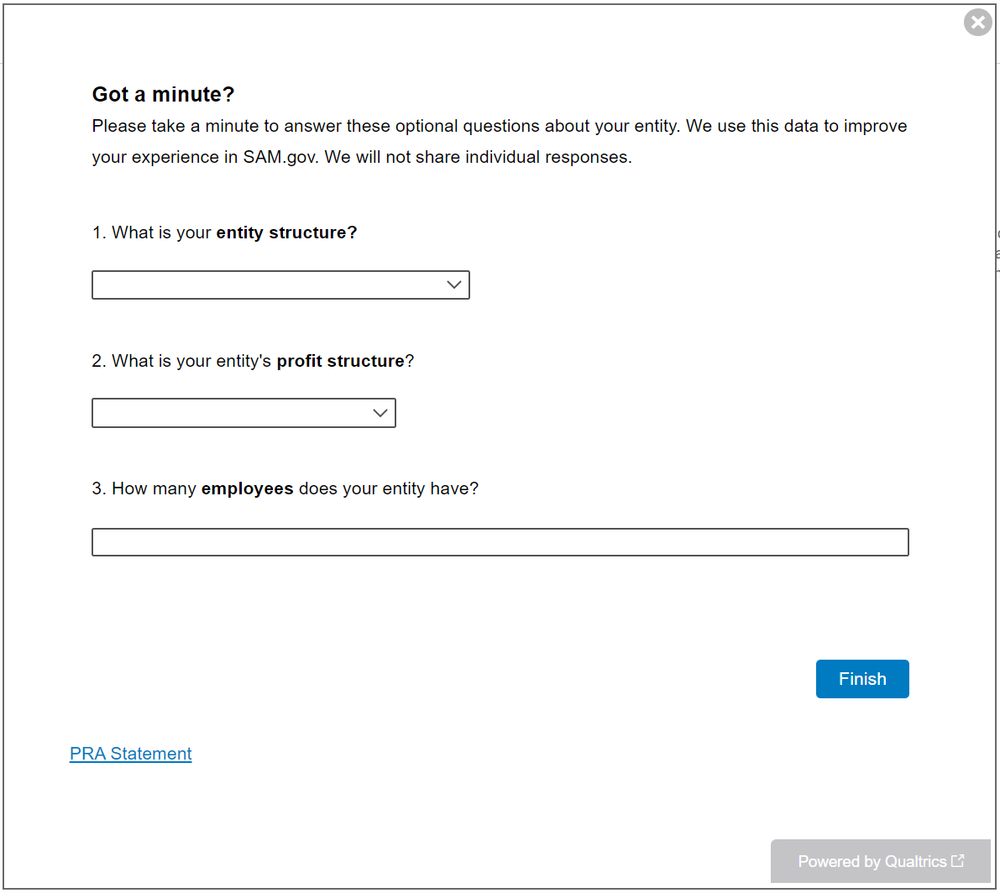 Got a minute?
Please take a minute to answer these optional questions about your entity. We use this data to improve
your experience in SAM.gov. We will not share individual responses.
1. What is your entity structure?
2. What is your entity's profit structure?
3. How many employees does your entity have?
Finish
PRA Statement
Powered by Qualtrics